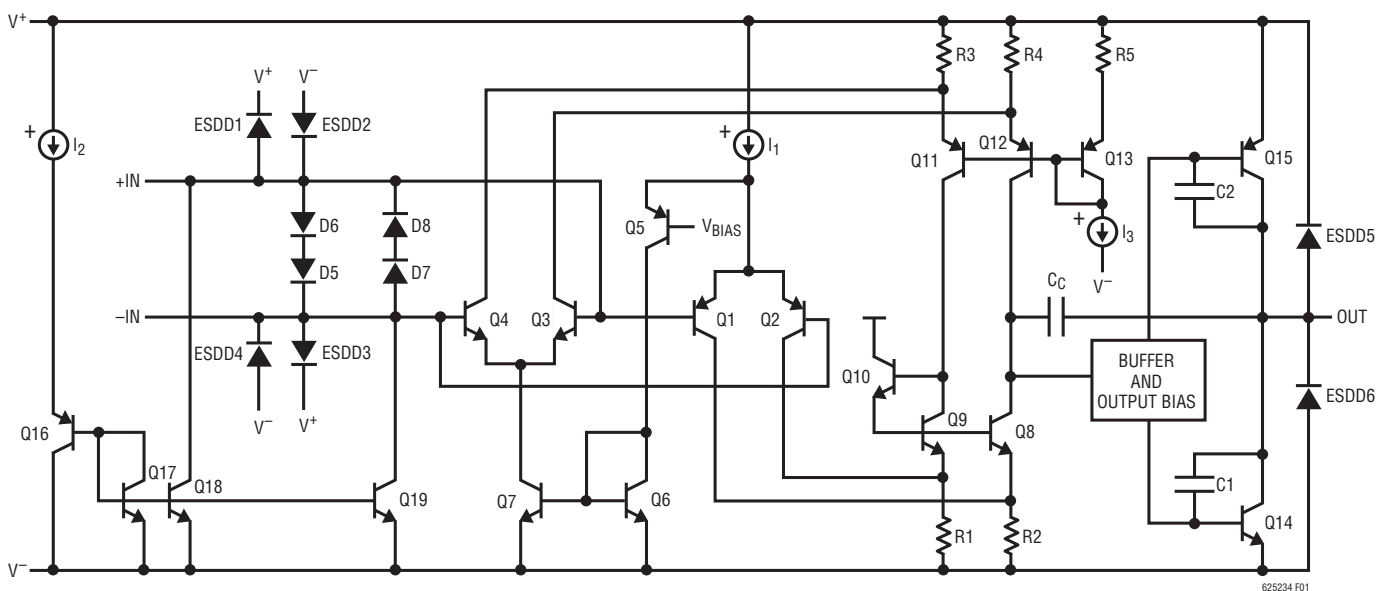 V+
R3
R4
R5
V+
V–
ESDD1
ESDD2
+
I2
+
I1
Q11
Q12
Q13
Q15
C2
+IN
D6
D8
Q5
VBIAS
+
I3
V–
ESDD5
D5
D7
CC
–IN
Q4
Q3
Q1
Q2
OUT
ESDD4
ESDD3
Q10
BUFFER
AND
OUTPUT BIAS
ESDD6
V–
V+
Q16
Q9
Q8
Q17
Q18
Q19
Q7
Q6
C1
R1
R2
Q14
V–
625234 F01